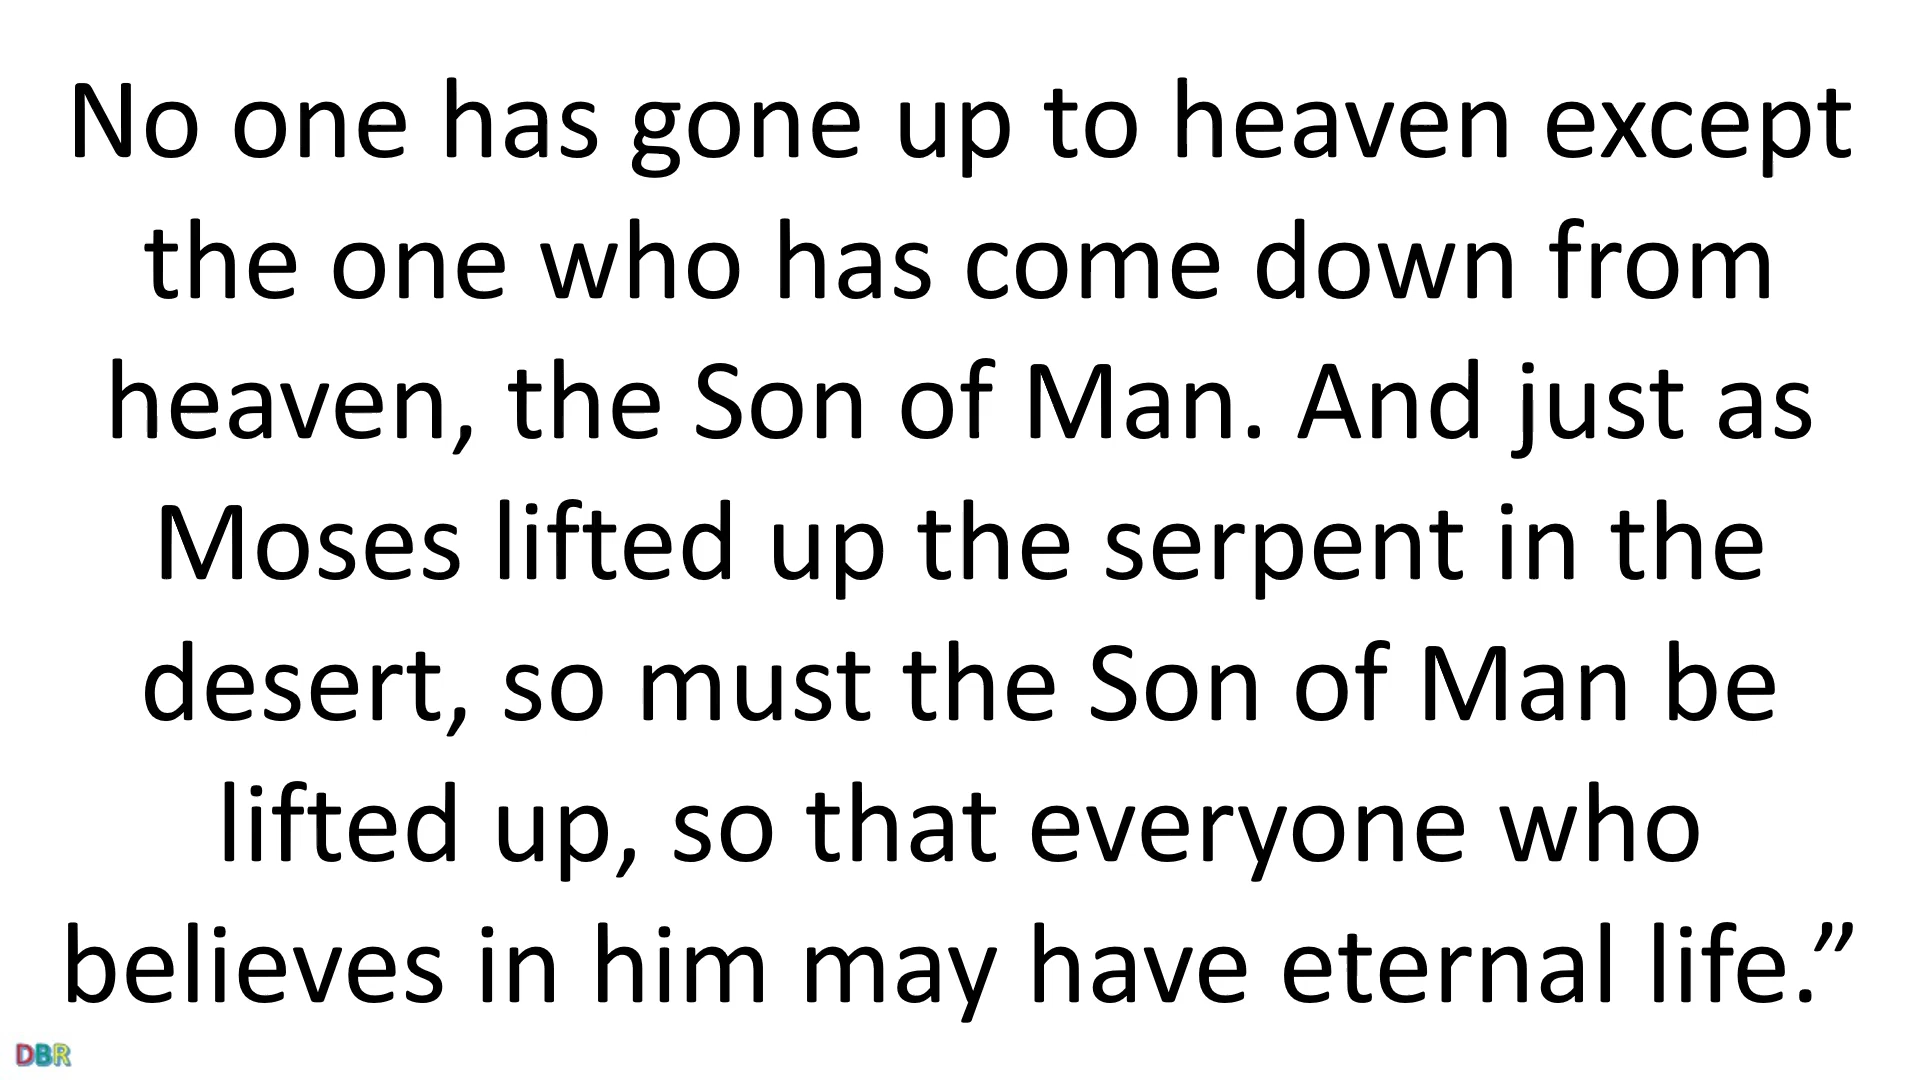 No one has gone up to heaven except
the one who has come down from
heaven, the Son of Man. And just as
Moses lifted up the serpent in the
desert, so must the Son of Man be
lifted up, so that everyone who
believes in him may have eternal life.”
DBR